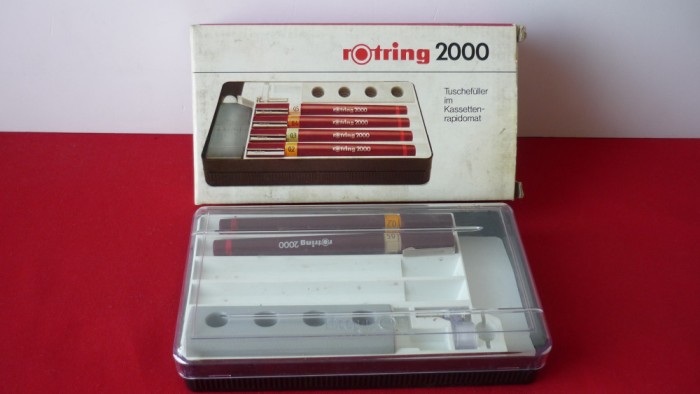 rotring 2000
Tuschefüller
im
Kassetten-
rapidomat
rotring 2000
rotring 2000
rotring 2000
rotring 2000
rotring 2000